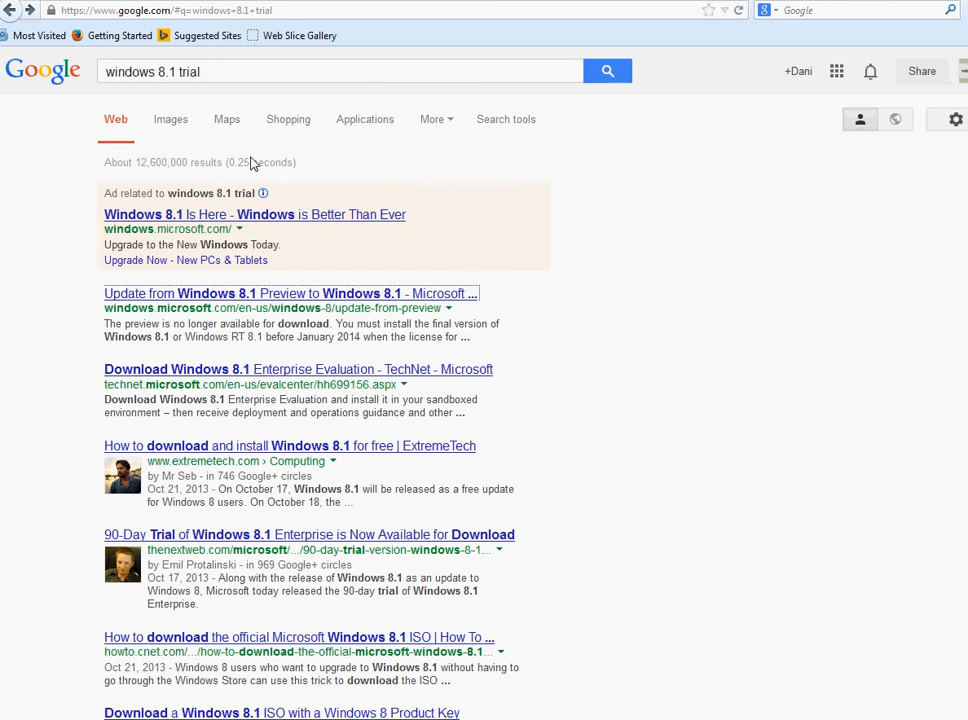 https://www.google.com/#q=windows+8.1+trial
Google
Most Visited Getting Started Suggested Sites Web Slice Gallery
Google
windows 8.1 trial
+Dani
Share
Web Images Maps Shopping Applications More Search tools
About 12,600,000 results (0.25 seconds)
Ad related to windows 8.1 trial
Windows 8.1 Is Here - Windows is Better Than Ever
windows.microsoft.com/
Upgrade to the New Windows Today.
Upgrade Now - New PCs & Tablets
Update from Windows 8.1 Preview to Windows 8.1 - Microsoft ...
windows.microsoft.com/en-us/windows-8/update-from-preview
The preview is no longer available for download. You must install the final version of
Windows 8.1 or Windows RT 8.1 before January 2014 when the license for ...
Download Windows 8.1 Enterprise Evaluation - TechNet - Microsoft
technet.microsoft.com/en-us/evalcenter/hh699156.aspx
Download Windows 8.1 Enterprise Evaluation and install it in your sandboxed
environment – then receive deployment and operations guidance and other ...
How to download and install Windows 8.1 for free | ExtremeTech
www.extremetech.com › Computing
by Mr Seb - in 746 Google+ circles
Oct 21, 2013 - On October 17, Windows 8.1 will be released as a free update
for Windows 8 users. On October 18, the ...
90-Day Trial of Windows 8.1 Enterprise is Now Available for Download
thenextweb.com/microsoft/.../90-day-trial-version-windows-8-1...
by Emil Protalinski - in 969 Google+ circles
Oct 17, 2013 - Along with the release of Windows 8.1 as an update to
Windows 8, Microsoft today released the 90-day trial of Windows 8.1
Enterprise.
How to download the official Microsoft Windows 8.1 ISO | How To ...
howto.cnet.com/.../how-to-download-the-official-microsoft-windows-8.1...
Oct 21, 2013 - Windows 8 users who want to upgrade to Windows 8.1 without having to
go through the Windows Store can use this trick to download the ISO ...
Download a Windows 8.1 ISO with a Windows 8 Product Key